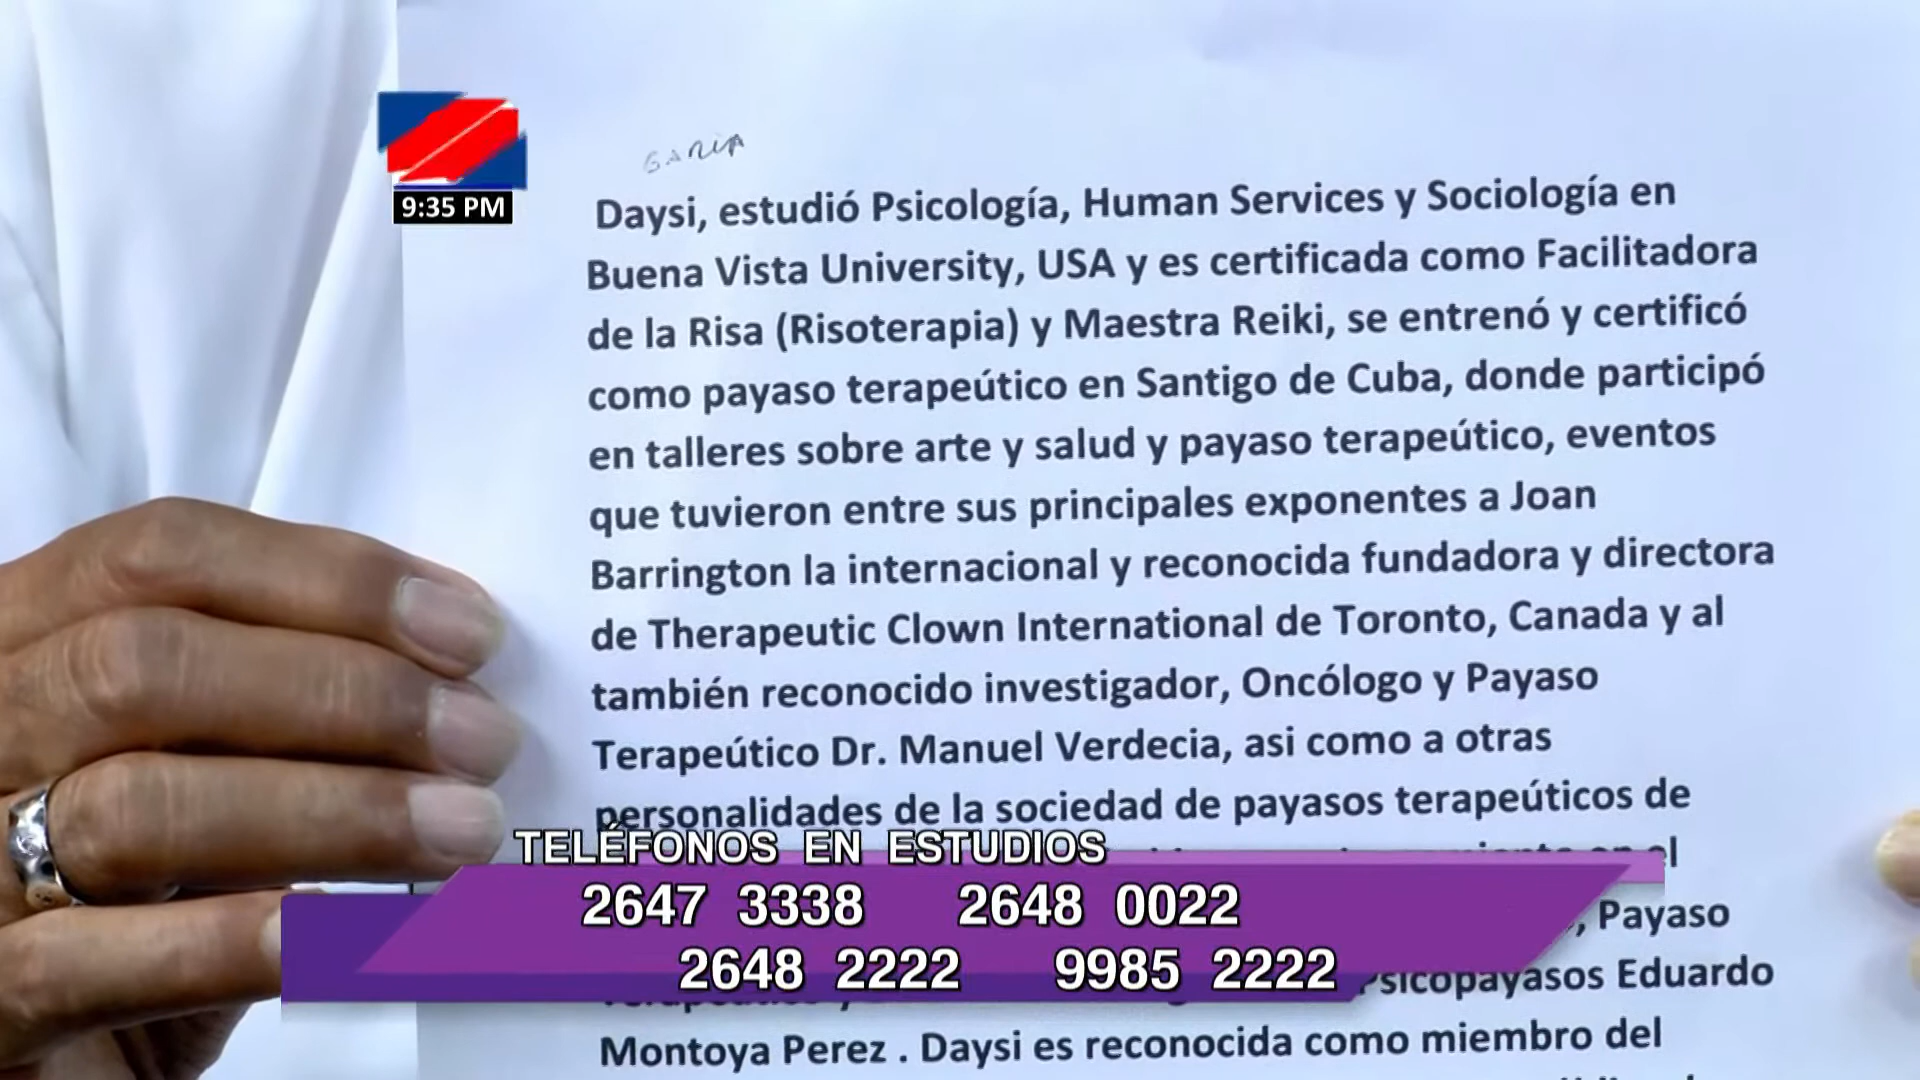 9:35 PM
Daysi, estudió Psicología, Human Services y Sociología en
Buena Vista University, USA y es certificada como Facilitadora
de la Risa (Risoterapia) y Maestra Reiki, se entrenó y certificó
como payaso terapeútico en Santigo de Cuba, donde participó
en talleres sobre arte y salud y payaso terapeútico, eventos
que tuvieron entre sus principales exponentes a Joan
Barrington la internacional y reconocida fundadora y directora
de Therapeutic Clown International de Toronto, Canada y al
también reconocido investigador, Oncólogo y Payaso
Terapeútico Dr. Manuel Verdecia, asi como a otras
personalidades de la sociedad de payasos terapeúticos de
TELÉFONOS EN ESTUDIOS
el
2647 3338 2648 0022
, Payaso
2648 2222 9985 2222
Psicopayasos Eduardo
Montoya Perez . Daysi es reconocida como miembro del